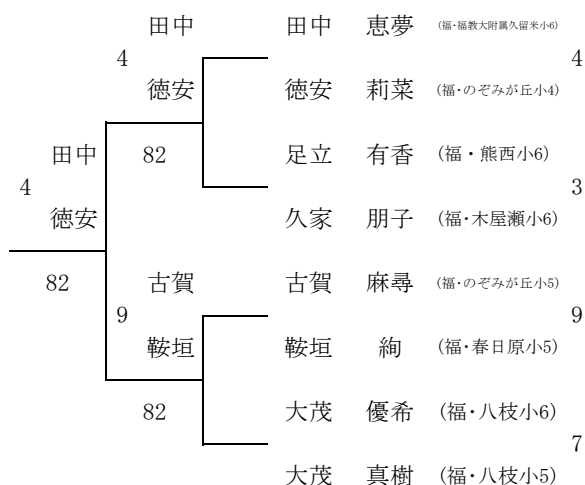 田中 田中 恵夢 (福・福教大附属久留米小6)
4 4
徳安 徳安 莉菜 (福・のぞみが丘小4)
田中 82 足立 有香 (福・熊西小6)
4 3
徳安 久家 朋子 (福・木屋瀬小6)
82 古賀 古賀 麻尋 (福・のぞみが丘小5)
9 9
鞍垣 鞍垣 絢 (福・春日原小5)
82 大茂 優希 (福・八枝小6)
7
大茂 真樹 (福・八枝小5)